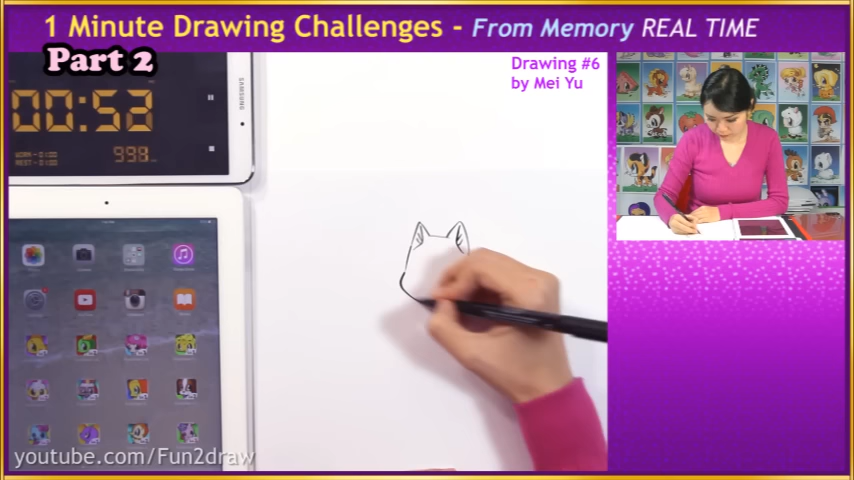 1 Minute Drawing Challenges - From Memory REAL TIME
Part 2
Drawing #6
by Mei Yu
00:53
SAMSUNG
youtube.com/Fun2draw